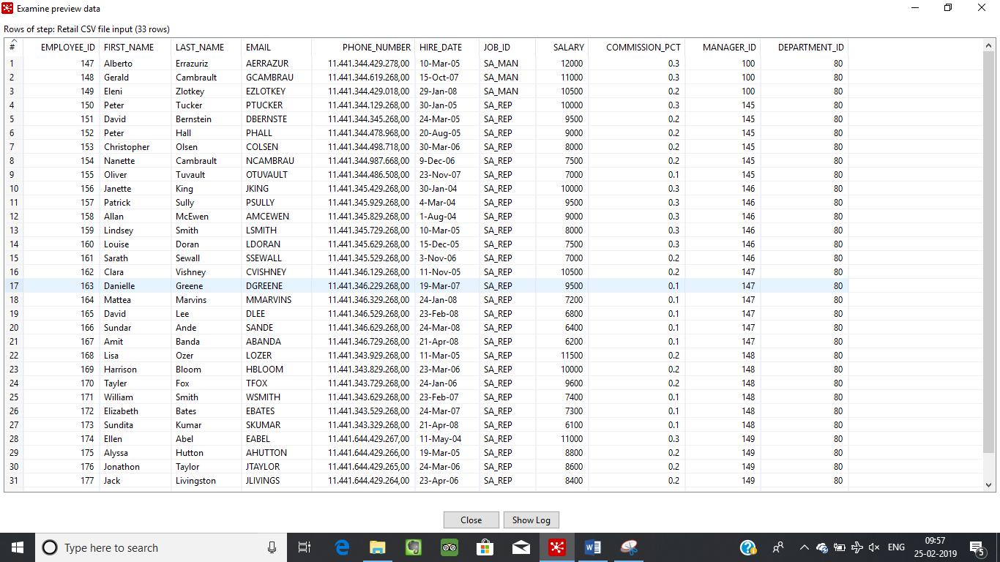 Examine preview data
Rows of step: Retail CSV file input (33 rows)
# EMPLOYEE_ID FIRST_NAME LAST_NAME EMAIL PHONE_NUMBER HIRE_DATE JOB_ID SALARY COMMISSION_PCT MANAGER_ID DEPARTMENT_ID
1 147 Alberto Errazuriz AERRAZUR 11.441.344.429.278,00 10-Mar-05 SA_MAN 12000 0.3 100 80
2 148 Gerald Cambrault GCAMBRAU 11.441.344.619.268,00 15-Oct-07 SA_MAN 11000 0.3 100 80
3 149 Eleni Zlotkey EZLOTKEY 11.441.344.429.018,00 29-Jan-08 SA_MAN 10500 0.2 100 80
4 150 Peter Tucker PTUCKER 11.441.344.129.268,00 30-Jan-05 SA_REP 10000 0.3 145 80
5 151 David Bernstein DBERNSTE 11.441.344.345.268,00 24-Mar-05 SA_REP 9500 0.2 145 80
6 152 Peter Hall PHALL 11.441.344.478.968,00 20-Aug-05 SA_REP 9000 0.2 145 80
7 153 Christopher Olsen COLSEN 11.441.344.498.718,00 30-Mar-06 SA_REP 8000 0.2 145 80
8 154 Nanette Cambrault NCAMBRAU 11.441.344.987.668,00 9-Dec-06 SA_REP 7500 0.2 145 80
9 155 Oliver Tuvault OTUVAULT 11.441.344.486.508,00 23-Nov-07 SA_REP 7000 0.1 145 80
10 156 Janette King JKING 11.441.345.429.268,00 30-Jan-04 SA_REP 10000 0.3 146 80
11 157 Patrick Sully PSULLY 11.441.345.929.268,00 4-Mar-04 SA_REP 9500 0.3 146 80
12 158 Allan McEwen AMCEWEN 11.441.345.829.268,00 1-Aug-04 SA_REP 9000 0.3 146 80
13 159 Lindsey Smith LSMITH 11.441.345.729.268,00 10-Mar-05 SA_REP 8000 0.3 146 80
14 160 Louise Doran LDORAN 11.441.345.629.268,00 15-Dec-05 SA_REP 7500 0.3 146 80
15 161 Sarath Sewall SSEWALL 11.441.345.529.268,00 3-Nov-06 SA_REP 7000 0.2 146 80
16 162 Clara Vishney CVISHNEY 11.441.346.129.268,00 11-Nov-05 SA_REP 10500 0.2 147 80
17 163 Danielle Greene DGREENE 11.441.346.229.268,00 19-Mar-07 SA_REP 9500 0.1 147 80
18 164 Mattea Marvins MMARVINS 11.441.346.329.268,00 24-Jan-08 SA_REP 7200 0.1 147 80
19 165 David Lee DLEE 11.441.346.529.268,00 23-Feb-08 SA_REP 6800 0.1 147 80
20 166 Sundar Ande SANDE 11.441.346.629.268,00 24-Mar-08 SA_REP 6400 0.1 147 80
21 167 Amit Banda ABANDA 11.441.346.729.268,00 21-Apr-08 SA_REP 6200 0.1 147 80
22 168 Lisa Ozer LOZER 11.441.343.929.268,00 11-Mar-05 SA_REP 11500 0.2 148 80
23 169 Harrison Bloom HBLOOM 11.441.343.829.268,00 23-Mar-06 SA_REP 10000 0.2 148 80
24 170 Tayler Fox TFOX 11.441.343.729.268,00 24-Jan-06 SA_REP 9600 0.2 148 80
25 171 William Smith WSMITH 11.441.343.629.268,00 23-Feb-07 SA_REP 7400 0.1 148 80
26 172 Elizabeth Bates EBATES 11.441.343.529.268,00 24-Mar-07 SA_REP 7300 0.1 148 80
27 173 Sundita Kumar SKUMAR 11.441.343.329.268,00 21-Apr-08 SA_REP 6100 0.1 148 80
28 174 Ellen Abel EABEL 11.441.644.429.267,00 11-May-04 SA_REP 11000 0.3 149 80
29 175 Alyssa Hutton AHUTTON 11.441.644.429.266,00 19-Mar-05 SA_REP 8800 0.2 149 80
30 176 Jonathon Taylor JTAYLOR 11.441.644.429.265,00 24-Mar-06 SA_REP 8600 0.2 149 80
31 177 Jack Livingston JLIVINGS 11.441.644.429.264,00 23-Apr-06 SA_REP 8400 0.2 149 80
Close Show Log
Type here to search ENG 09:57
25-02-2019 5